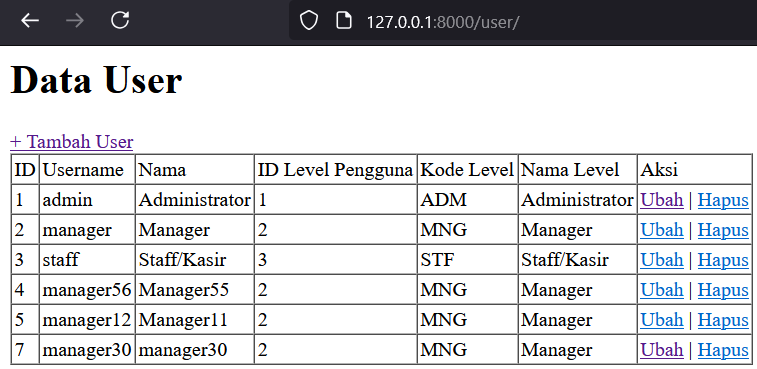 127.0.0.1:8000/user/
Data User
+ Tambah User
ID Username Nama ID Level Pengguna Kode Level Nama Level Aksi
1 admin Administrator 1 ADM Administrator Ubah | Hapus
2 manager Manager 2 MNG Manager Ubah | Hapus
3 staff Staff/Kasir 3 STF Staff/Kasir Ubah | Hapus
4 manager56 Manager55 2 MNG Manager Ubah | Hapus
5 manager12 Manager11 2 MNG Manager Ubah | Hapus
7 manager30 manager30 2 MNG Manager Ubah | Hapus